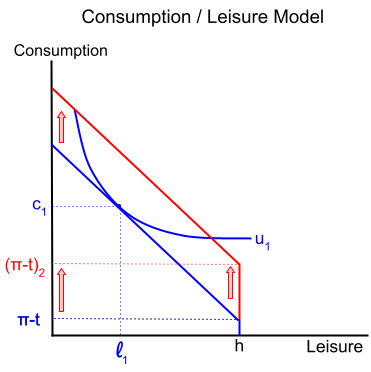 Consumption / Leisure Model
Consumption
c₁
u₁
(π-t)₂
π-t
ℓ₁
h
Leisure